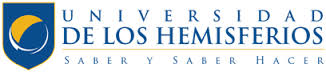 UNIVERSIDAD
DE LOS HEMISFERIOS
SABER Y SABER HACER